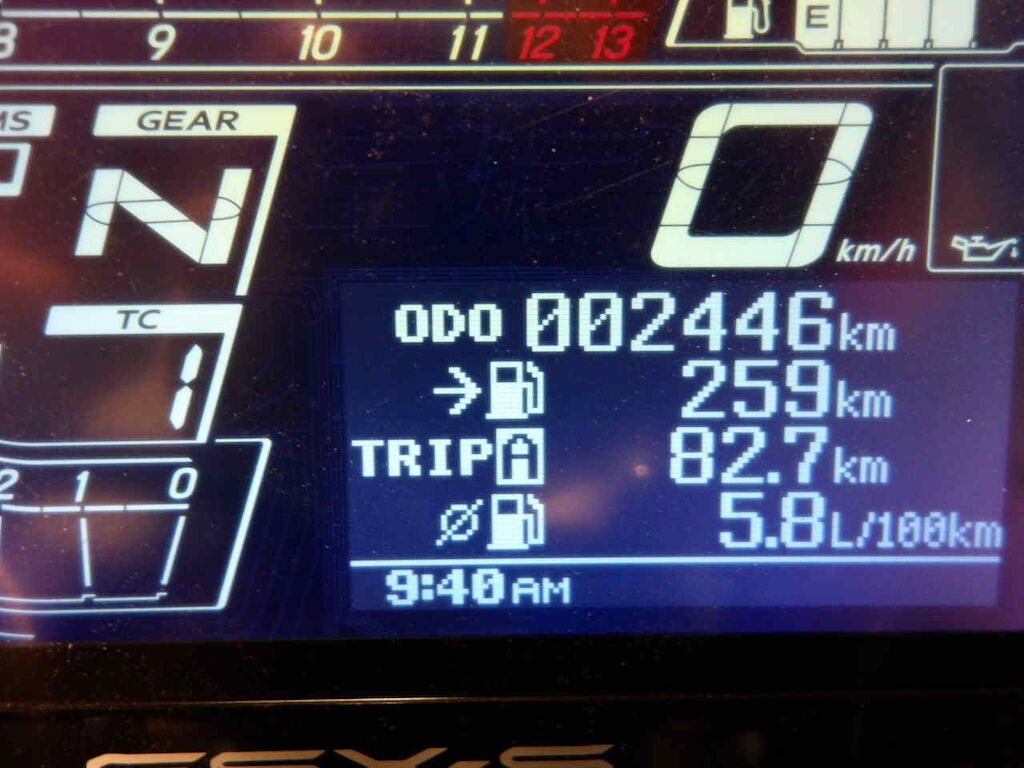 8 9 10 11 12 13 E
GEAR
N
0 km/h
TC
1
ODO 002446km
259km
TRIP A 82.7km
5.8L/100km
2 1 0
9:40AM